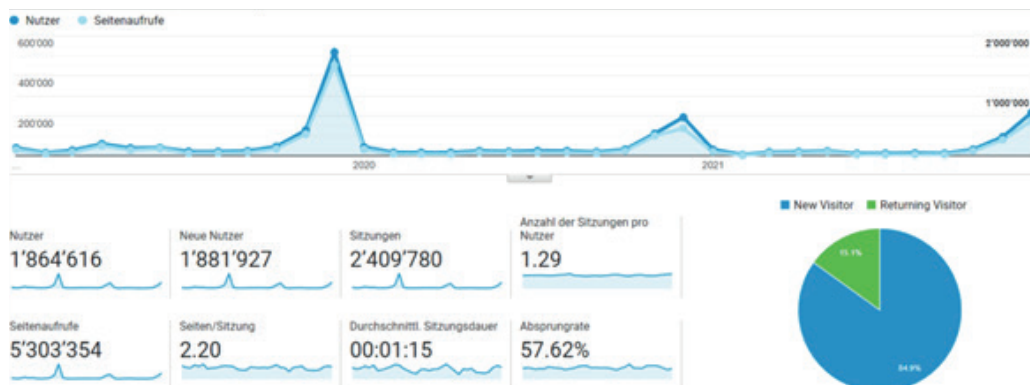 Nutzer Seitenaufrufe
600'000 2'000'000
400'000
200'000 1'000'000
... 2020 2021
New Visitor Returning Visitor
Nutzer
1'864'616
Neue Nutzer
1'881'927
Sitzungen
2'409'780
Anzahl der Sitzungen pro
Nutzer
1.29
Seitenaufrufe
5'303'354
Seiten/Sitzung
2.20
Durchschnittl. Sitzungsdauer
00:01:15
Absprungrate
57.62%
15.1%
84.9%